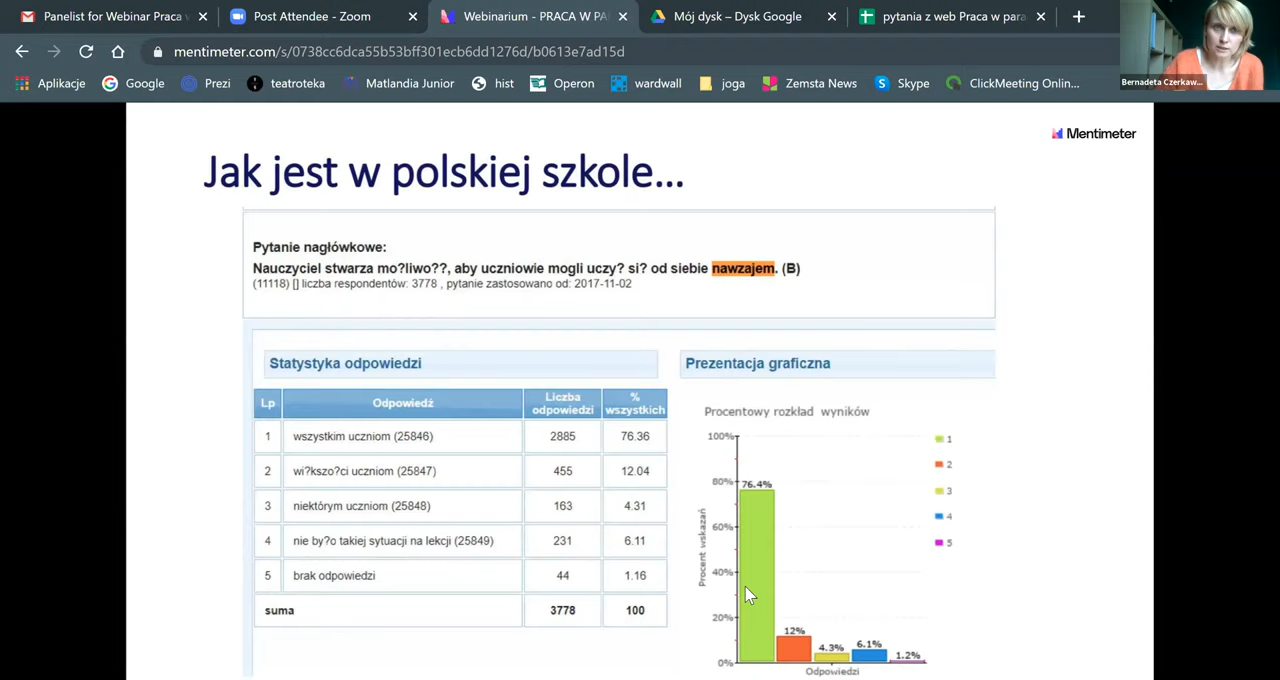 Panelist for Webinar Praca w
Post Attendee - Zoom
Webinarium - PRACA W PA
Mój dysk – Dysk Google
pytania z web Praca w para
mentimeter.com/s/0738cc6dca55b53bff301ecb6dd1276d/b0613e7ad15d
Aplikacje
Google
Prezi
teatroteka
Matlandia Junior
hist
Operon
wardwall
joga
Zemsta News
Skype
ClickMeeting Onlin...
Bernadeta Czerkaw...
Mentimeter
Jak jest w polskiej szkole...
Pytanie nagłówkowe:
Nauczyciel stwarza mo?liwo??, aby uczniowie mogli uczy? si? od siebie nawzajem. (B)
(11118) [] liczba respondentów: 3778 , pytanie zastosowano od: 2017-11-02
Statystyka odpowiedzi
Lp Odpowiedź Liczba odpowiedzi % wszystkich
1 wszystkim uczniom (25846) 2885 76.36
2 wi?kszo?ci uczniom (25847) 455 12.04
3 niektórym uczniom (25848) 163 4.31
4 nie by?o takiej sytuacji na lekcji (25849) 231 6.11
5 brak odpowiedzi 44 1.16
suma 3778 100
Prezentacja graficzna
Procentowy rozkład wyników
100%
80%
60%
40%
20%
0%
Procent wskazań
76.4%
12%
4.3%
6.1%
1.2%
Odpowiedzi
1
2
3
4
5